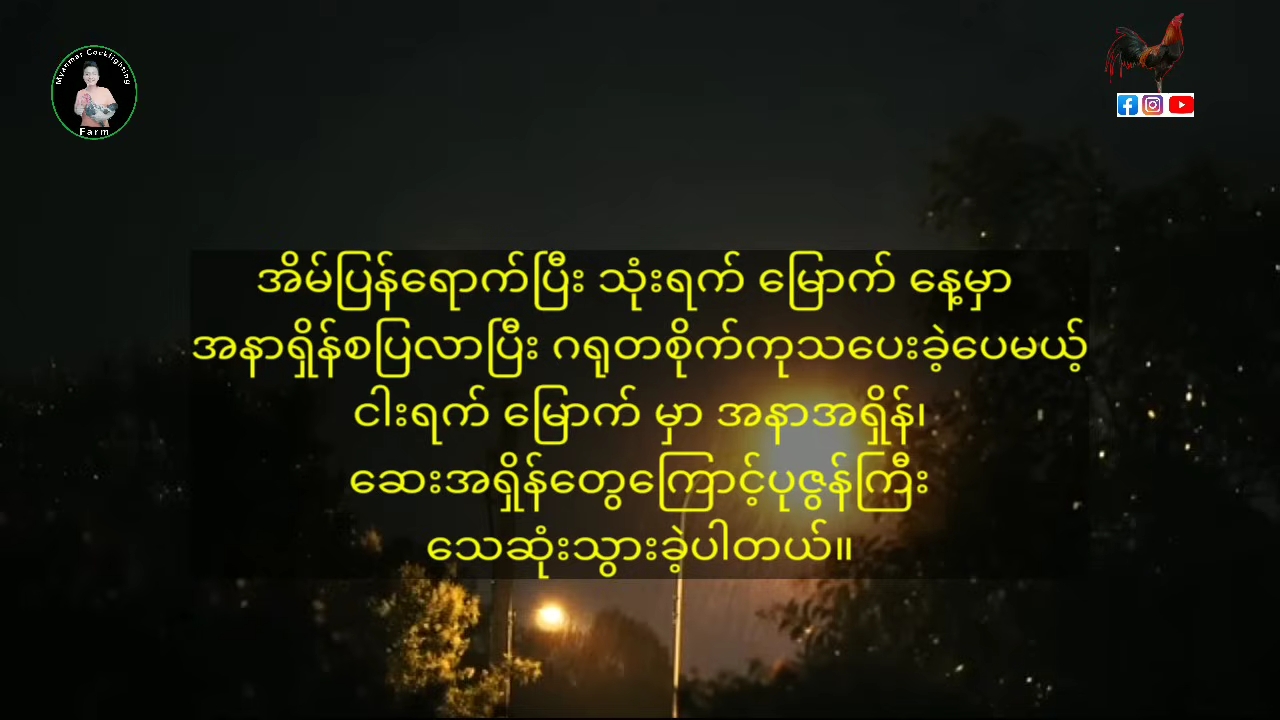 Myanmar Cockfighting
Farm
အိမ်ပြန်ရောက်ပြီး သုံးရက် မြောက် နေ့မှာ
အနာရှိန်စပြလာပြီး ဂရုတစိုက်ကုသပေးခဲ့ပေမယ့်
ငါးရက် မြောက် မှာ အနာအရှိန်၊
ဆေးအရှိန်တွေကြောင့်ပုဇွန်ကြီး
သေဆုံးသွားခဲ့ပါတယ်။